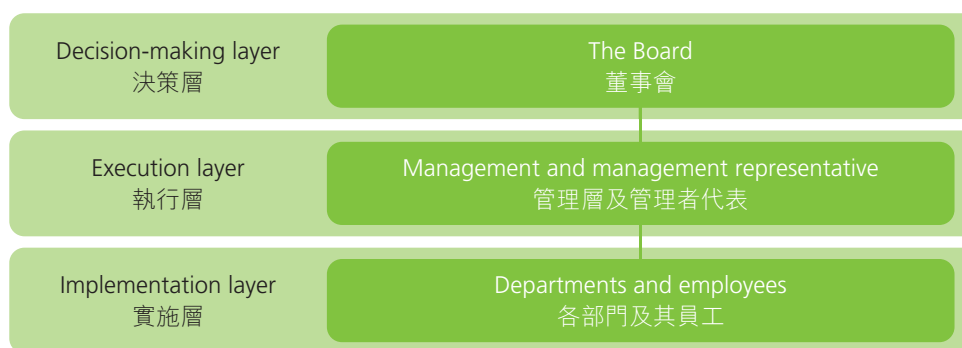 Decision-making layer
決策層
The Board
董事會
Execution layer
執行層
Management and management representative
管理層及管理者代表
Implementation layer
實施層
Departments and employees
各部門及其員工